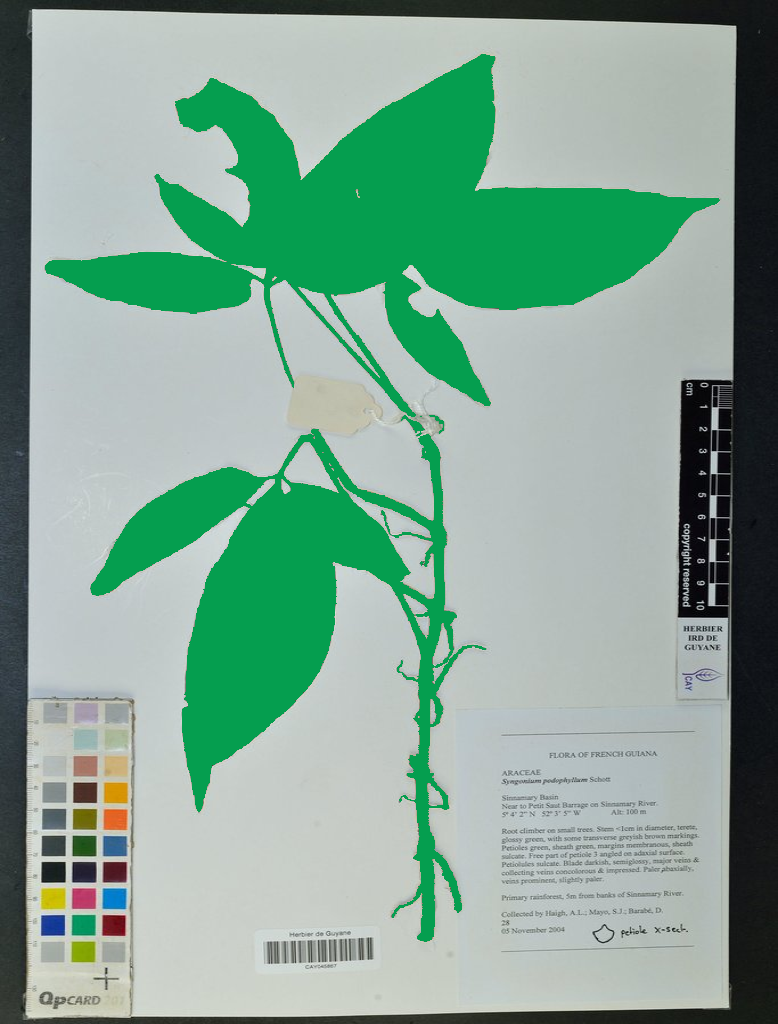 cm
0
1
2
3
4
5
6
7
8
9
10
copyright reserved
HERBIER
IRD DE
GUYANE
CAY
FLORA OF FRENCH GUIANA
ARACEAE
Syngonium podophyllum Schott
Sinnamary Basin
Near to Petit Saut Barrage on Sinnamary River.
5° 4' 2" N 52° 3' 5" W Alt: 100 m
Root climber on small trees. Stem <1cm in diameter, terete,
glossy green, with some transverse greyish brown markings.
Petioles green, sheath green, margins membranous, sheath
sulcate. Free part of petiole 3 angled on adaxial surface.
Petiolules sulcate. Blade darkish, semiglossy, major veins &
collecting veins concolorous & impressed. Paler abaxially,
veins prominent, slightly paler.
Primary rainforest, 5m from banks of Sinnamary River.
Collected by Haigh, A.L.; Mayo, S.J.; Barabé, D.
28
05 November 2004
petiole x-sect.
Herbier de Guyane
QPCARD 201